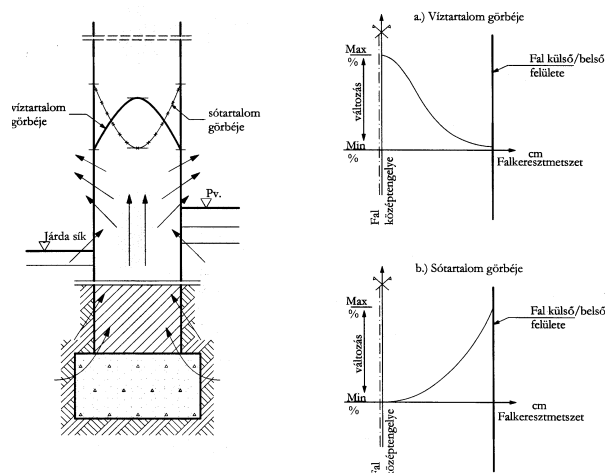 víztartalom
görbéje
sótartalom
görbéje
Pv.
Járda sík
a.) Víztartalom görbéje
Max
%
változás
Min
%
Fal külső/belső
felülete
cm
Falkeresztmetszet
Fal
középtengelye
b.) Sótartalom görbéje
Max
%
változás
Min
%
Fal külső/belső
felülete
cm
Falkeresztmetszet
Fal
középtengelye